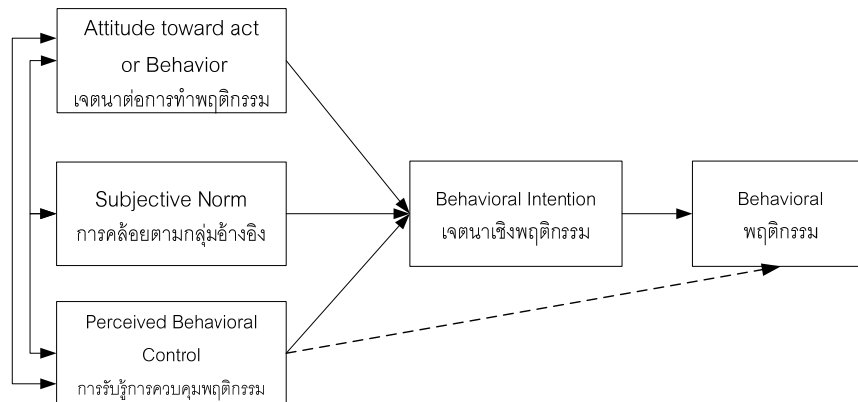 Attitude toward act
or Behavior
เจตนาต่อการทำพฤติกรรม
Subjective Norm
การคล้อยตามกลุ่มอ้างอิง
Perceived Behavioral
Control
การรับรู้การควบคุมพฤติกรรม
Behavioral Intention
เจตนาเชิงพฤติกรรม
Behavioral
พฤติกรรม